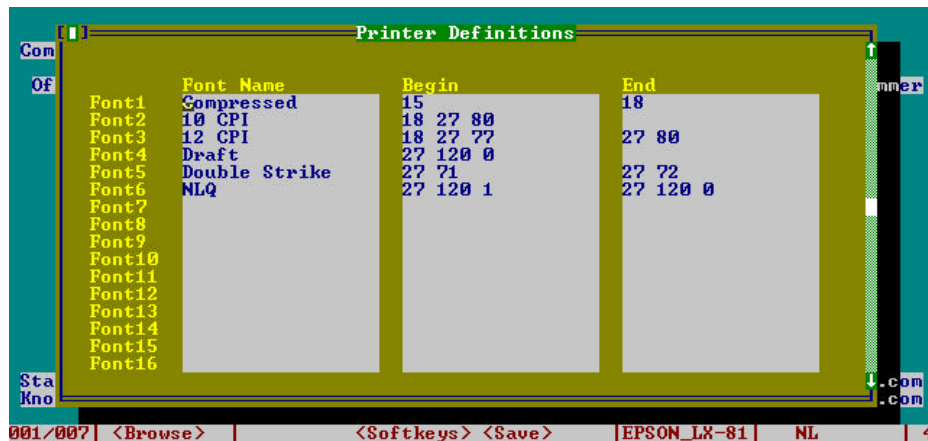 [▮] Printer Definitions
Com
Of mmer
Font Name Begin End
Font1 Compressed 15 18
Font2 10 CPI 18 27 80
Font3 12 CPI 18 27 77 27 80
Font4 Draft 27 120 0
Font5 Double Strike 27 71 27 72
Font6 NLQ 27 120 1 27 120 0
Font7
Font8
Font9
Font10
Font11
Font12
Font13
Font14
Font15
Font16
Sta .com
Kno .com
001/007| <Browse> | <Softkeys> <Save> |EPSON_LX-81| NL | 4